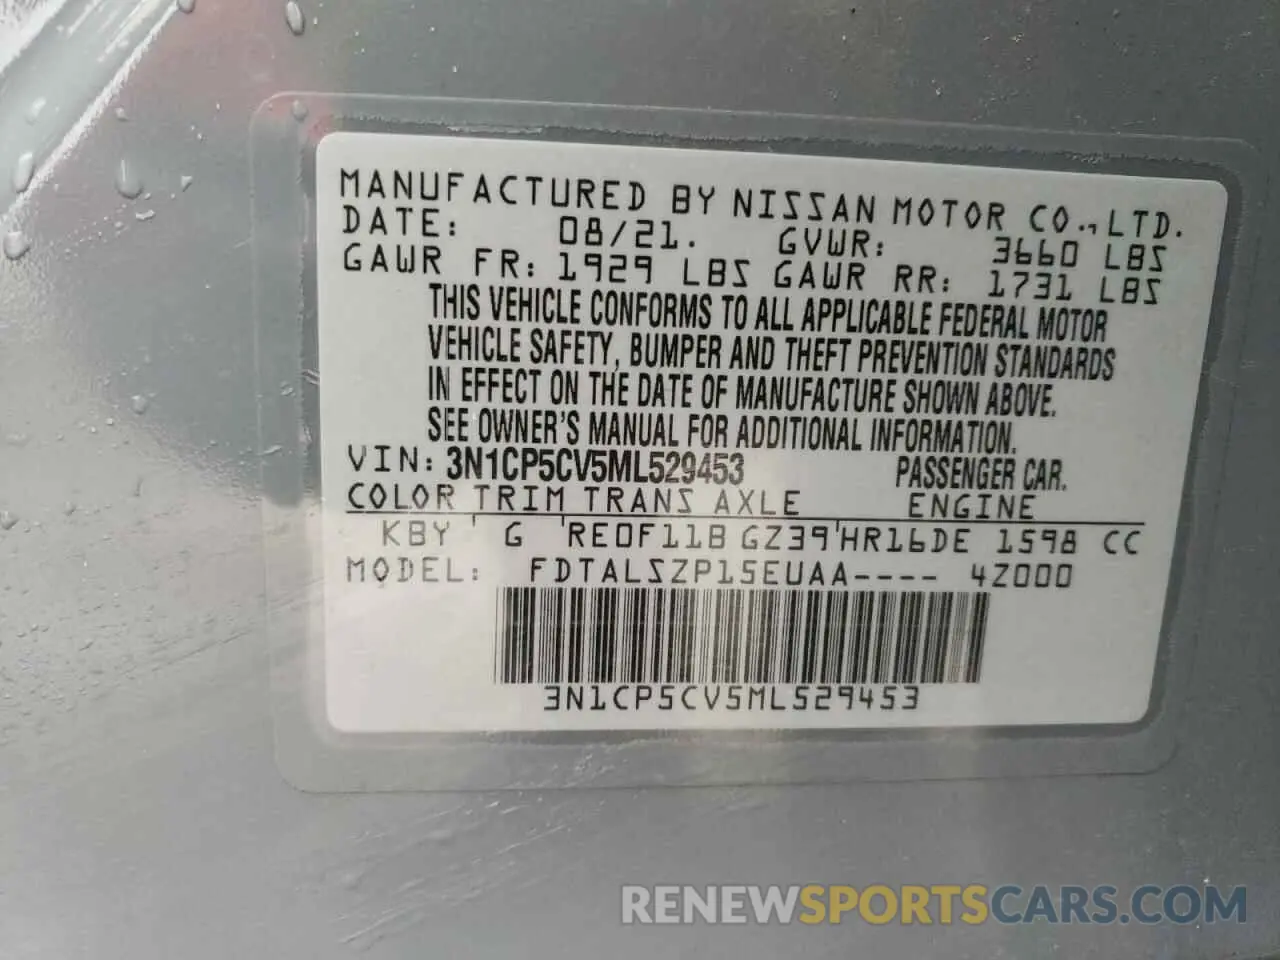 MANUFACTURED BY NISSAN MOTOR CO., LTD.
DATE: 08/21. GVWR: 3660 LBS
GAWR FR: 1929 LBS GAWR RR: 1731 LBS
THIS VEHICLE CONFORMS TO ALL APPLICABLE FEDERAL MOTOR
VEHICLE SAFETY, BUMPER AND THEFT PREVENTION STANDARDS
IN EFFECT ON THE DATE OF MANUFACTURE SHOWN ABOVE.
SEE OWNER'S MANUAL FOR ADDITIONAL INFORMATION.
VIN: 3N1CP5CV5ML529453 PASSENGER CAR.
COLOR TRIM TRANS AXLE ENGINE
KBY G RE0F11B GZ39 HR16DE 1598 CC
MODEL: FDTALSZP15EUAA---- 4Z000
3N1CP5CV5ML529453
RENEWSPORTSCARS.COM